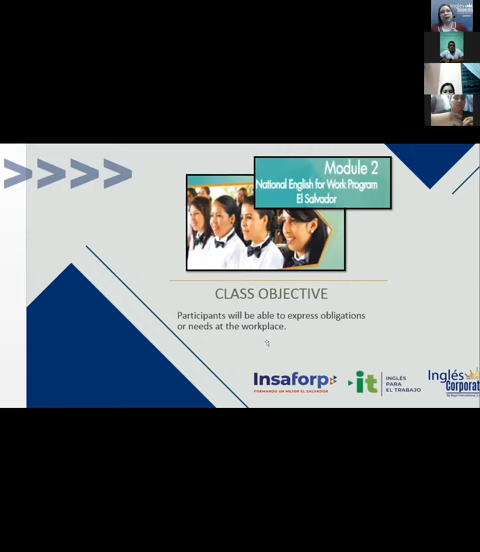 Module 2
National English for Work Program
El Salvador
CLASS OBJECTIVE
Participants will be able to express obligations
or needs at the workplace.
Insaforp
FORMANDO UN MEJOR EL SALVADOR
it
INGLES
PARA
EL TRABAJO
Inglés
Corporat